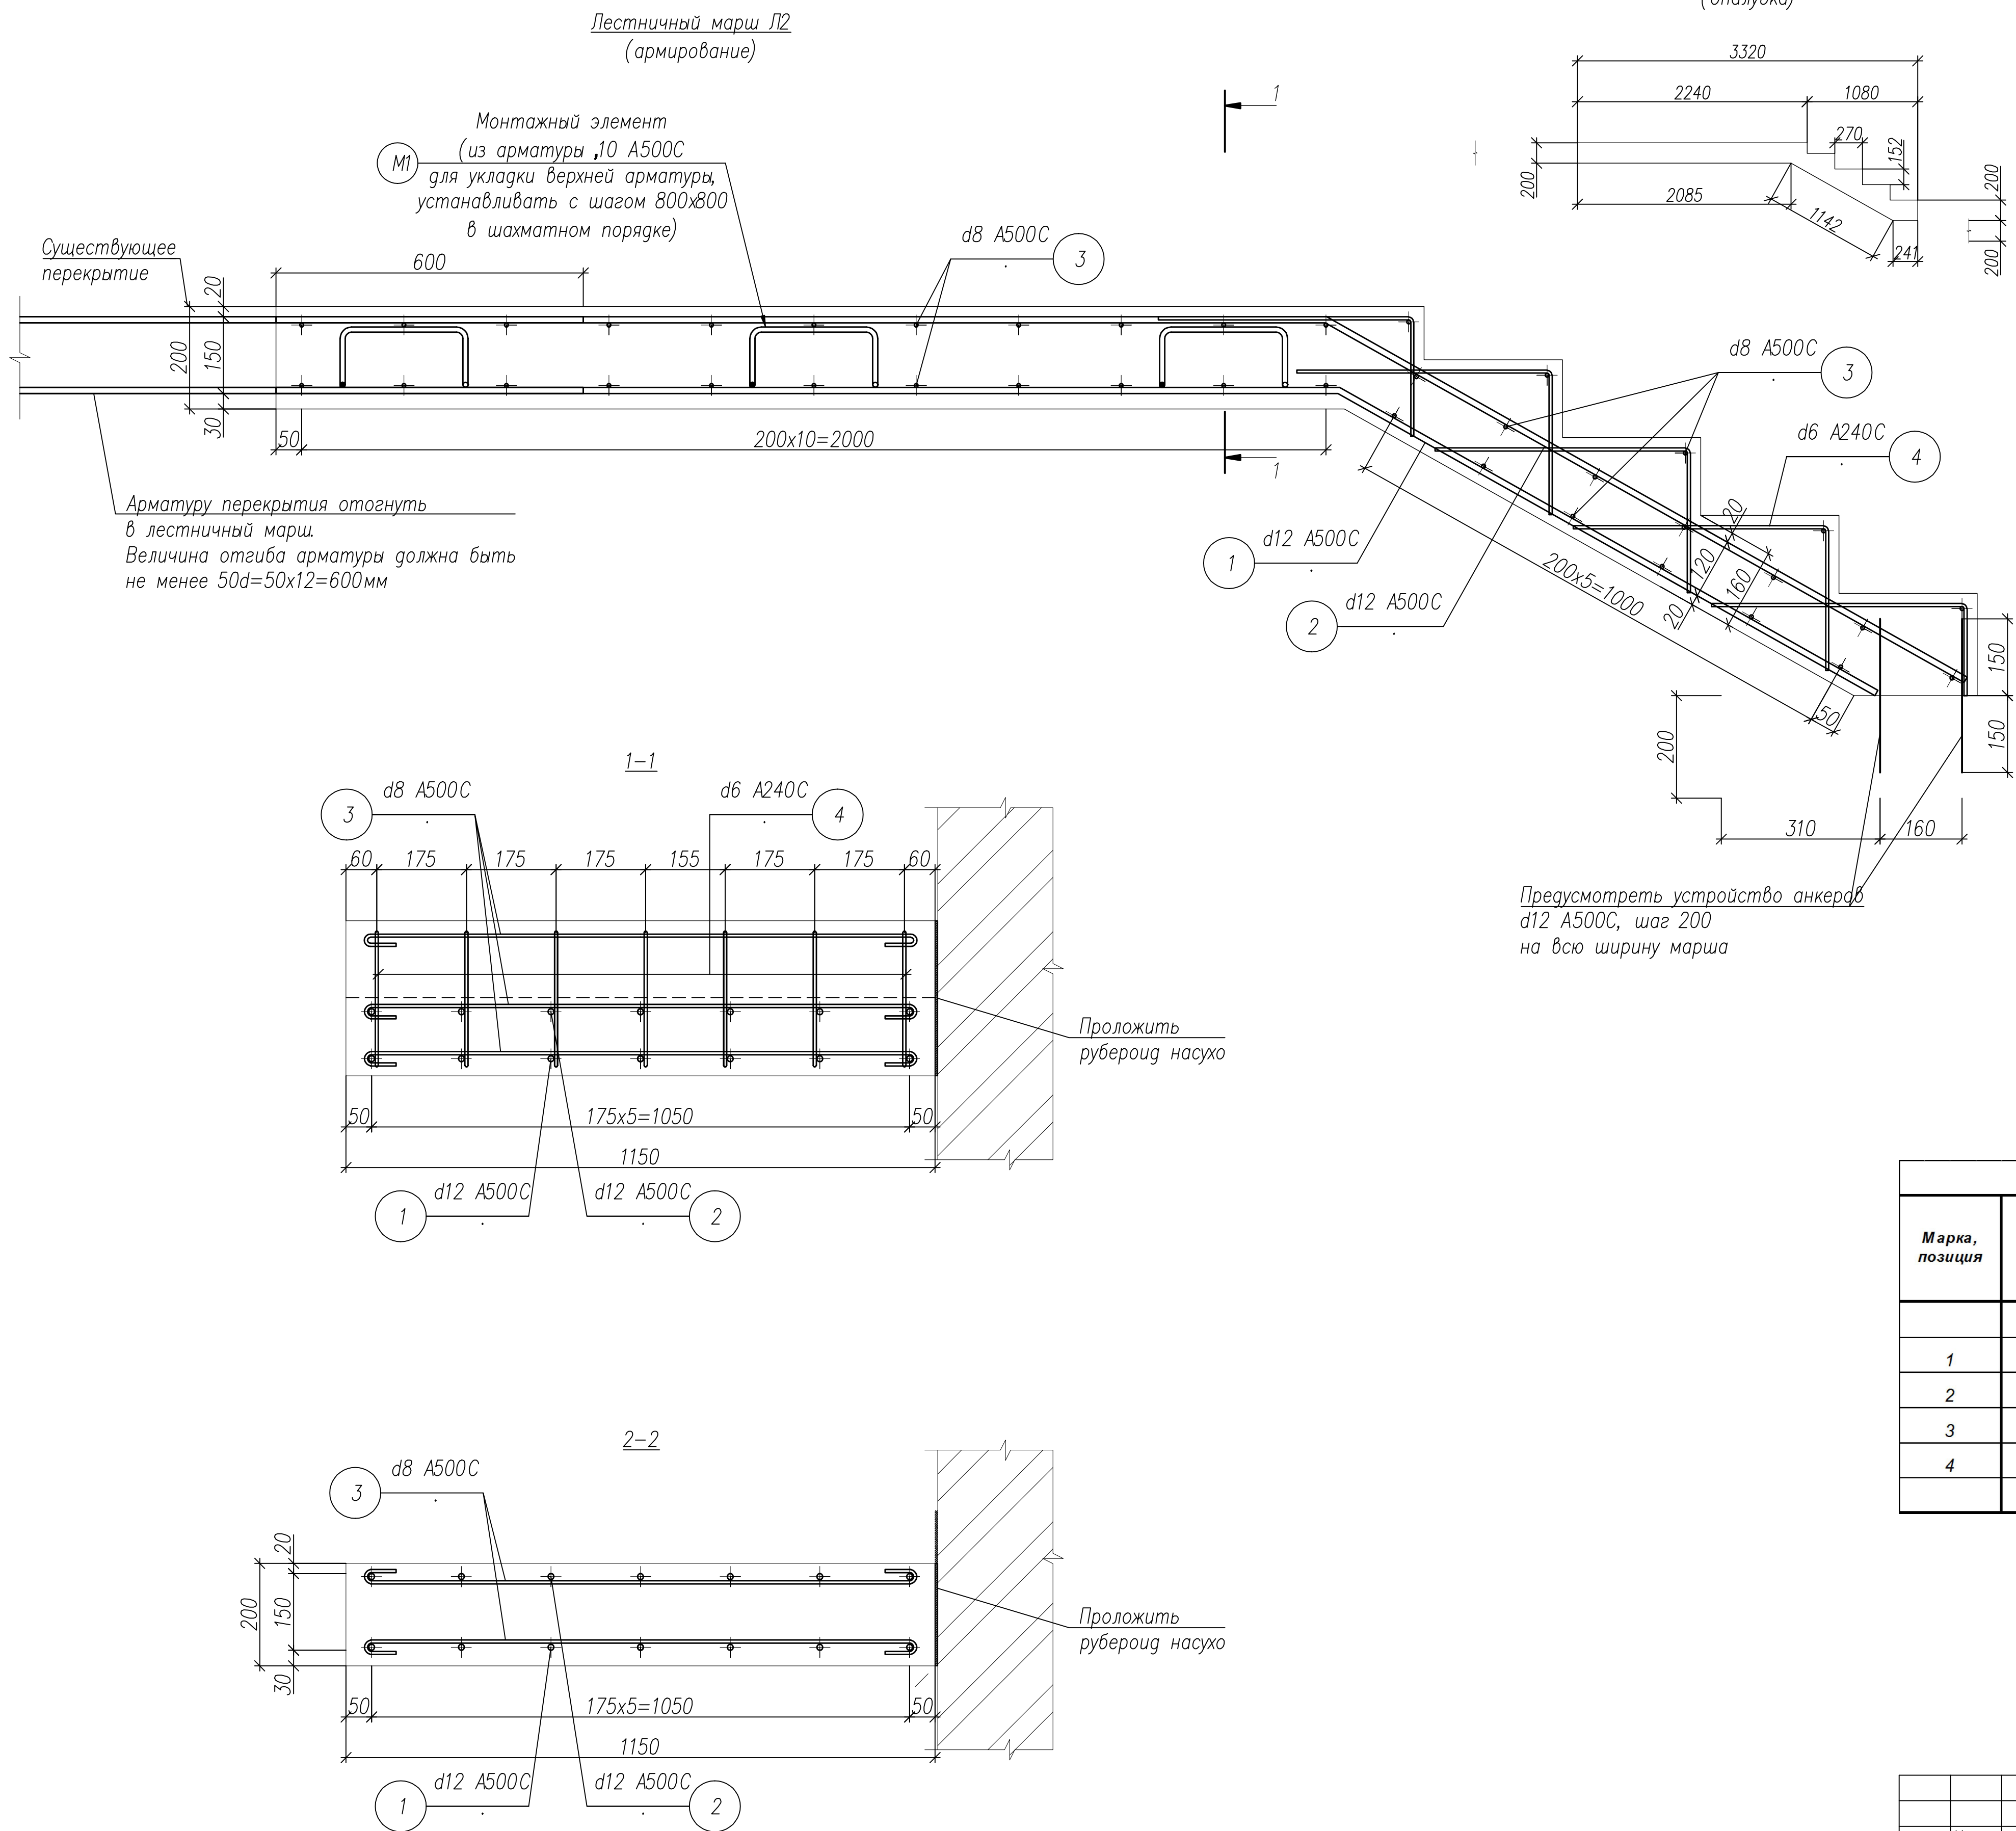 Лестничный марш Л2
(армирование)
3320
2240
1080
270
152
200
2085
1142
241
200
200
1
Монтажный элемент
М1
(из арматуры ,10 А500С
для укладки верхней арматуры,
устанавливать с шагом 800х800
в шахматном порядке)
Существующее
перекрытие
600
d8 А500С
3
20
200
150
30
50
200х10=2000
1
d8 А500С
3
d6 А240С
4
Арматуру перекрытия отогнуть
в лестничный марш.
Величина отгиба арматуры должна быть
не менее 50d=50х12=600мм
1
d12 А500С
2
d12 А500С
200х5=1000
20
120
160
20
50
150
150
200
310
160
Предусмотреть устройство анкеров
d12 А500С, шаг 200
на всю ширину марша
1-1
3
d8 А500С
d6 А240С
4
60
175
175
175
155
175
175
60
Проложить
рубероид насухо
50
175х5=1050
50
1150
1
d12 А500С
d12 А500С
2
Марка,
позиция
1
2
3
4
2-2
3
d8 А500С
20
200
150
30
Проложить
рубероид насухо
50
175х5=1050
50
1150
1
d12 А500С
d12 А500С
2